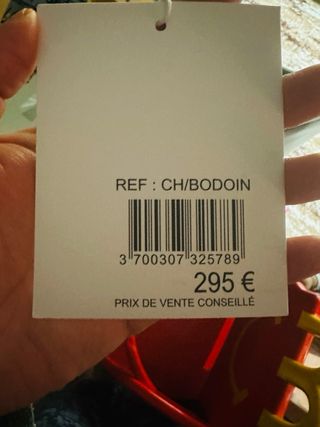 REF : CH/BODOIN
3 700307 325789
295 €
PRIX DE VENTE CONSEILLÉ